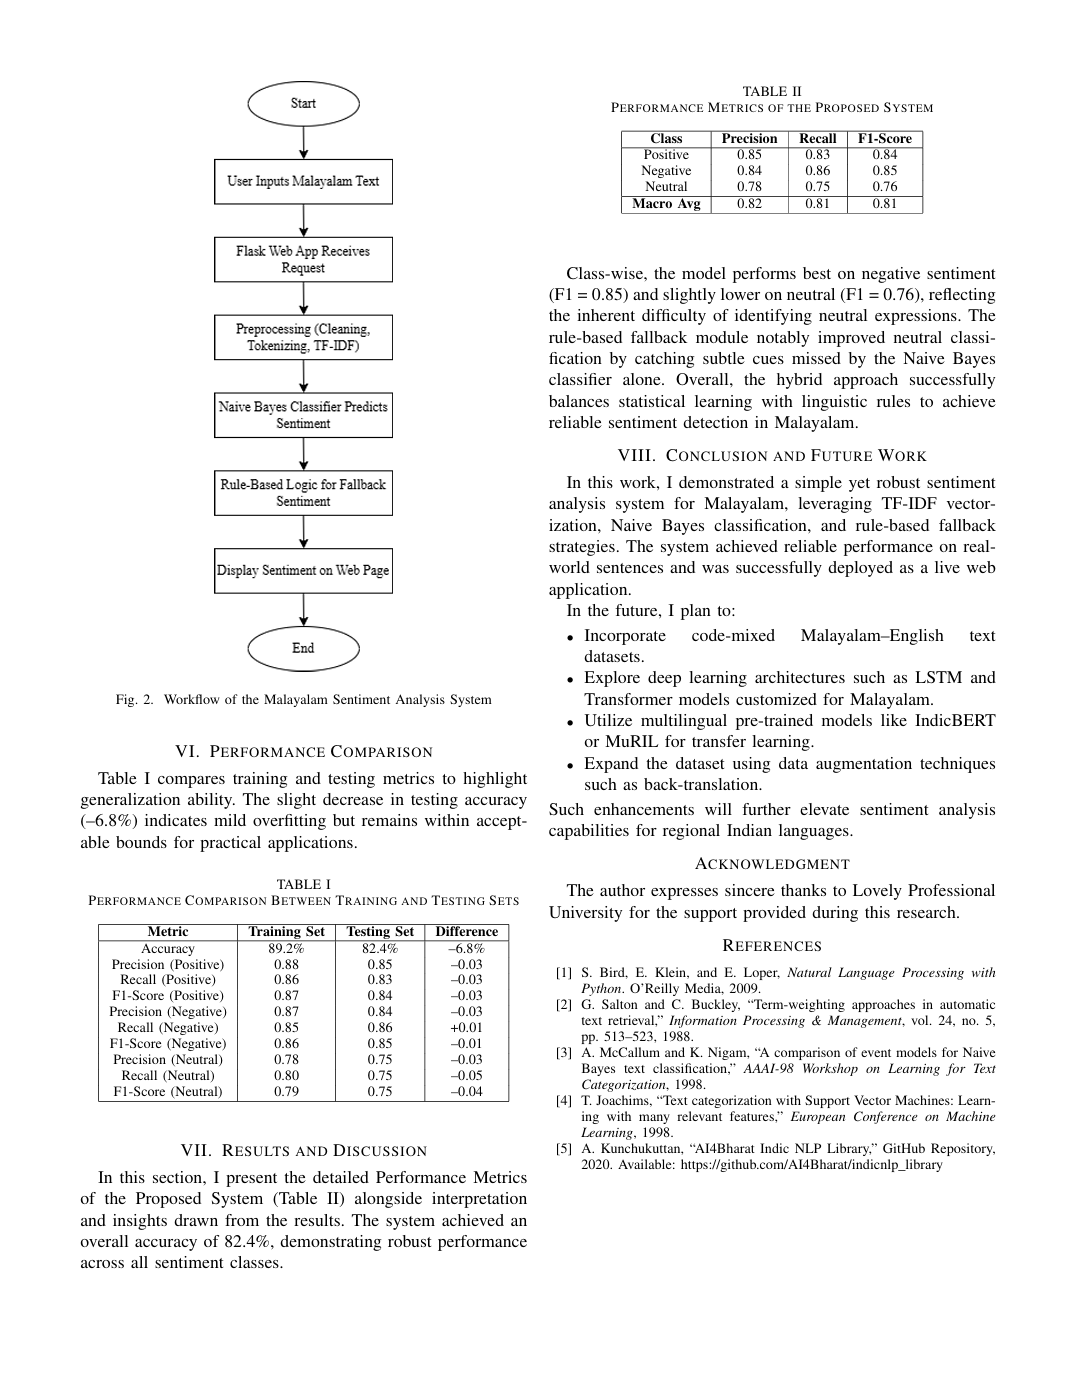 Start
User Inputs Malayalam Text
Flask Web App Receives
Request
Preprocessing (Cleaning,
Tokenizing, TF-IDF)
Naive Bayes Classifier Predicts
Sentiment
Rule-Based Logic for Fallback
Sentiment
Display Sentiment on Web Page
End
Fig. 2. Workflow of the Malayalam Sentiment Analysis System
VI. PERFORMANCE COMPARISON
Table I compares training and testing metrics to highlight
generalization ability. The slight decrease in testing accuracy
(–6.8%) indicates mild overfitting but remains within accept-
able bounds for practical applications.
TABLE I
PERFORMANCE COMPARISON BETWEEN TRAINING AND TESTING SETS
Metric Training Set Testing Set Difference
Accuracy 89.2% 82.4% –6.8%
Precision (Positive) 0.88 0.85 –0.03
Recall (Positive) 0.86 0.83 –0.03
F1-Score (Positive) 0.87 0.84 –0.03
Precision (Negative) 0.87 0.84 –0.03
Recall (Negative) 0.85 0.86 +0.01
F1-Score (Negative) 0.86 0.85 –0.01
Precision (Neutral) 0.78 0.75 –0.03
Recall (Neutral) 0.80 0.75 –0.05
F1-Score (Neutral) 0.79 0.75 –0.04
VII. RESULTS AND DISCUSSION
In this section, I present the detailed Performance Metrics
of the Proposed System (Table II) alongside interpretation
and insights drawn from the results. The system achieved an
overall accuracy of 82.4%, demonstrating robust performance
across all sentiment classes.
TABLE II
PERFORMANCE METRICS OF THE PROPOSED SYSTEM
Class Precision Recall F1-Score
Positive 0.85 0.83 0.84
Negative 0.84 0.86 0.85
Neutral 0.78 0.75 0.76
Macro Avg 0.82 0.81 0.81
Class-wise, the model performs best on negative sentiment
(F1 = 0.85) and slightly lower on neutral (F1 = 0.76), reflecting
the inherent difficulty of identifying neutral expressions. The
rule-based fallback module notably improved neutral classi-
fication by catching subtle cues missed by the Naive Bayes
classifier alone. Overall, the hybrid approach successfully
balances statistical learning with linguistic rules to achieve
reliable sentiment detection in Malayalam.
VIII. CONCLUSION AND FUTURE WORK
In this work, I demonstrated a simple yet robust sentiment
analysis system for Malayalam, leveraging TF-IDF vector-
ization, Naive Bayes classification, and rule-based fallback
strategies. The system achieved reliable performance on real-
world sentences and was successfully deployed as a live web
application.
In the future, I plan to:
• Incorporate code-mixed Malayalam–English text
datasets.
• Explore deep learning architectures such as LSTM and
Transformer models customized for Malayalam.
• Utilize multilingual pre-trained models like IndicBERT
or MuRIL for transfer learning.
• Expand the dataset using data augmentation techniques
such as back-translation.
Such enhancements will further elevate sentiment analysis
capabilities for regional Indian languages.
ACKNOWLEDGMENT
The author expresses sincere thanks to Lovely Professional
University for the support provided during this research.
REFERENCES
[1] S. Bird, E. Klein, and E. Loper, Natural Language Processing with
Python. O'Reilly Media, 2009.
[2] G. Salton and C. Buckley, “Term-weighting approaches in automatic
text retrieval,” Information Processing & Management, vol. 24, no. 5,
pp. 513–523, 1988.
[3] A. McCallum and K. Nigam, “A comparison of event models for Naive
Bayes text classification,” AAAI-98 Workshop on Learning for Text
Categorization, 1998.
[4] T. Joachims, “Text categorization with Support Vector Machines: Learn-
ing with many relevant features,” European Conference on Machine
Learning, 1998.
[5] A. Kunchukuttan, “AI4Bharat Indic NLP Library,” GitHub Repository,
2020. Available: https://github.com/AI4Bharat/indicnlp_library